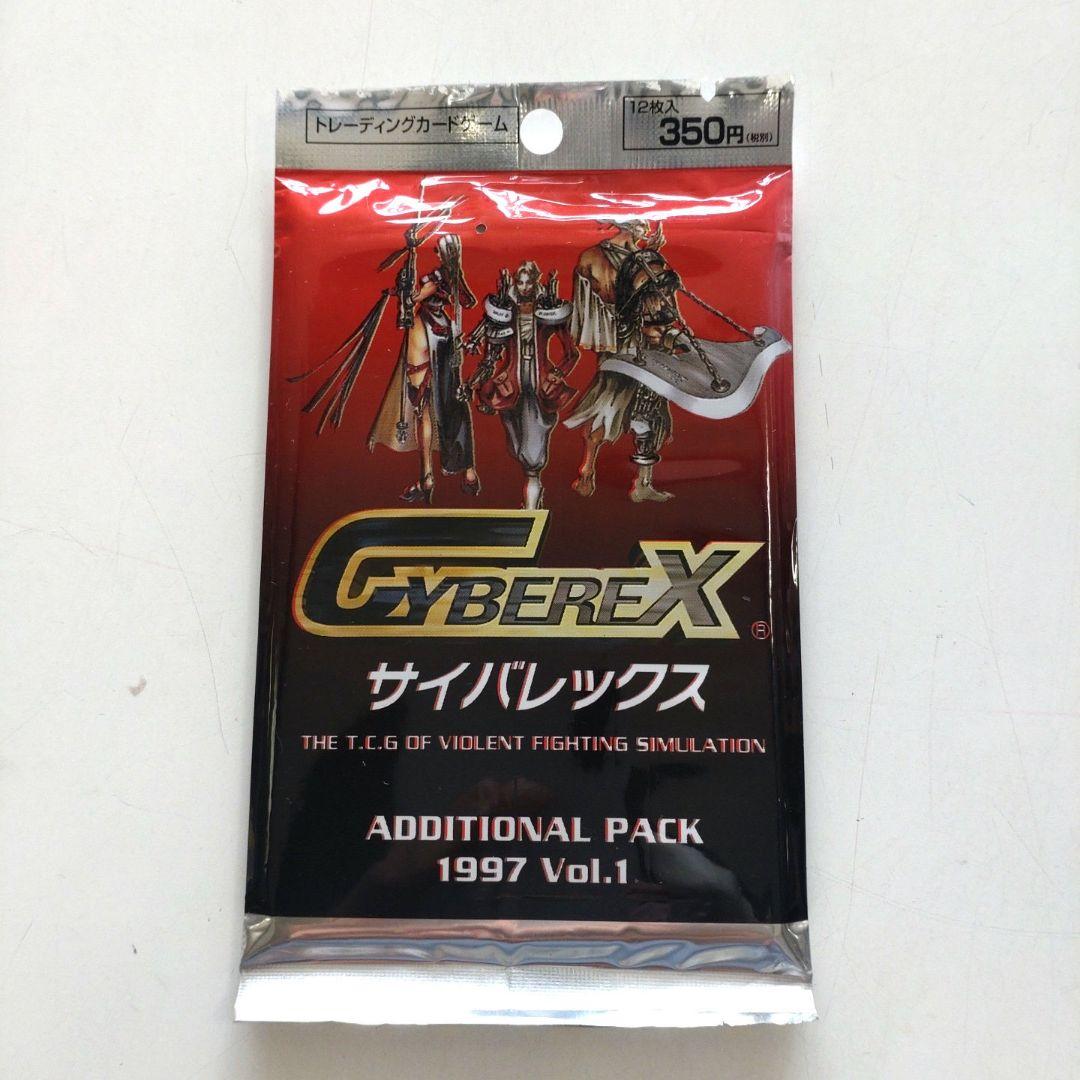 トレーディングカードゲーム
12枚入
350円(税別)
CYBEREX
®
サイバレックス
THE T.C.G OF VIOLENT FIGHTING SIMULATION
ADDITIONAL PACK
1997 Vol.1